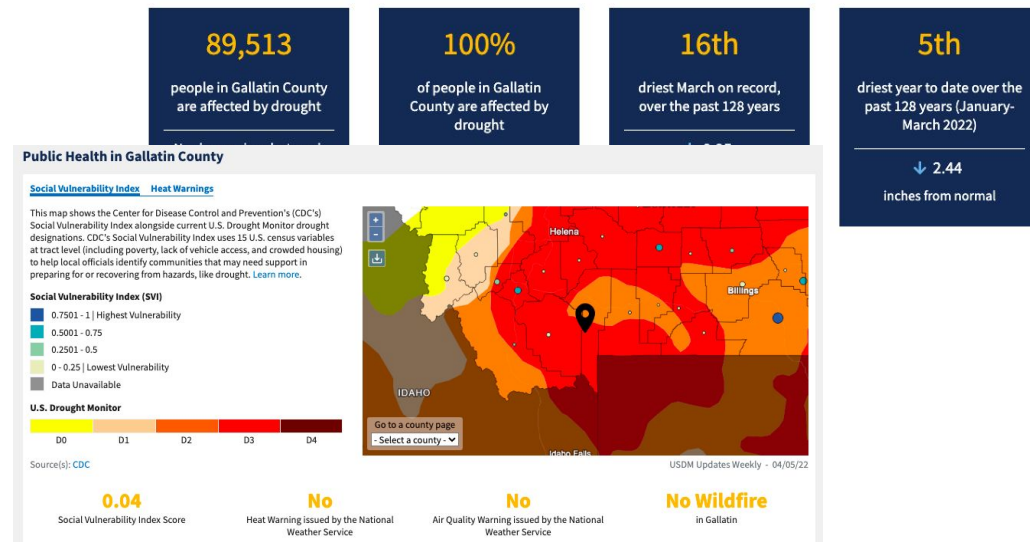 89,513
people in Gallatin County
are affected by drought
100%
of people in Gallatin
County are affected by
drought
16th
driest March on record,
over the past 128 years
5th
driest year to date over the
past 128 years (January-
March 2022)
↓ 2.44
inches from normal
Public Health in Gallatin County
Social Vulnerability Index Heat Warnings
This map shows the Center for Disease Control and Prevention's (CDC's)
Social Vulnerability Index alongside current U.S. Drought Monitor drought
designations. CDC's Social Vulnerability Index uses 15 U.S. census variables
at tract level (including poverty, lack of vehicle access, and crowded housing)
to help local officials identify communities that may need support in
preparing for or recovering from hazards, like drought. Learn more.
Social Vulnerability Index (SVI)
0.7501 - 1 | Highest Vulnerability
0.5001 - 0.75
0.2501 - 0.5
0 - 0.25 | Lowest Vulnerability
Data Unavailable
U.S. Drought Monitor
D0 D1 D2 D3 D4
Source(s): CDC
+
-
Helena
Billings
IDAHO
Go to a county page
- Select a county -
Idaho Falls
USDM Updates Weekly - 04/05/22
0.04
Social Vulnerability Index Score
No
Heat Warning issued by the National
Weather Service
No
Air Quality Warning issued by the National
Weather Service
No Wildfire
in Gallatin